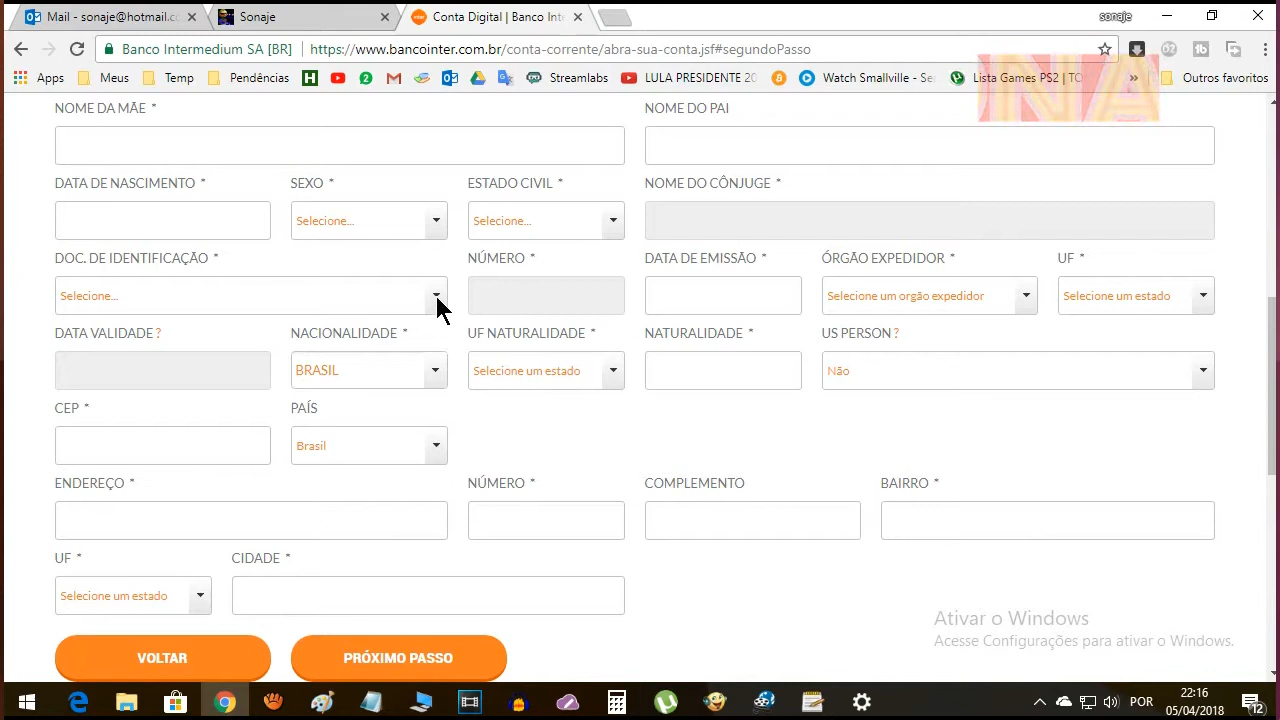 Mail - sonaje@hotmail.c
Sonaje
Conta Digital | Banco Int
sonaje
Banco Intermedium SA [BR]
https://www.bancointer.com.br/conta-corrente/abra-sua-conta.jsf#segundoPasso
Apps
Meus
Temp
Pendências
Streamlabs
LULA PRESIDENTE 20
Watch Smallville - Se
Lista Games PS2 | TO
»
Outros favoritos
NA
NOME DA MÃE *
NOME DO PAI
DATA DE NASCIMENTO *
SEXO *
ESTADO CIVIL *
NOME DO CÔNJUGE *
Selecione...
Selecione...
DOC. DE IDENTIFICAÇÃO *
NÚMERO *
DATA DE EMISSÃO *
ÓRGÃO EXPEDIDOR *
UF *
Selecione...
Selecione um orgão expedidor
Selecione um estado
DATA VALIDADE?
NACIONALIDADE *
UF NATURALIDADE *
NATURALIDADE *
US PERSON?
BRASIL
Selecione um estado
Não
CEP *
PAÍS
Brasil
ENDEREÇO *
NÚMERO *
COMPLEMENTO
BAIRRO *
UF *
CIDADE *
Selecione um estado
Ativar o Windows
Acesse Configurações para ativar o Windows.
VOLTAR
PRÓXIMO PASSO
POR
22:16
05/04/2018
12